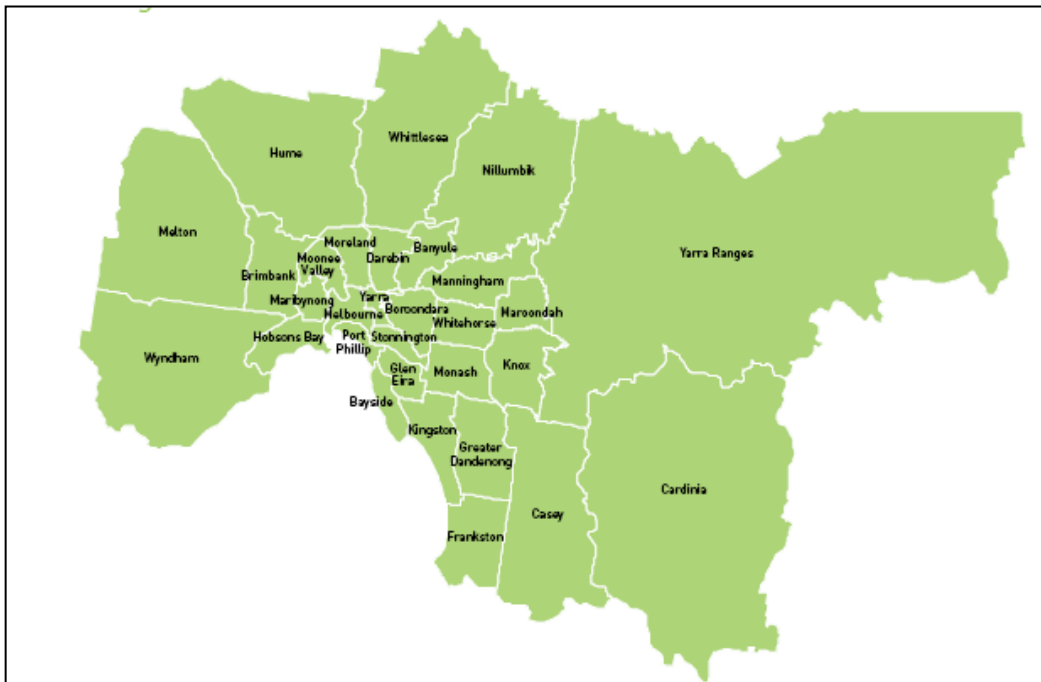 Whittlesea
Hume
Nillumbik
Melton
Moreland
Darebin
Banyule
Moonee
Valley
Yarra Ranges
Brimbank
Manningham
Maribynong
Yarra
Melbourne
Boroondara
Maroondah
Whitehorse
Hobsons Bay
Port
Phillip
Stonnington
Wyndham
Glen
Eira
Monash
Knox
Bayside
Kingston
Greater
Dandenong
Cardinia
Casey
Frankston